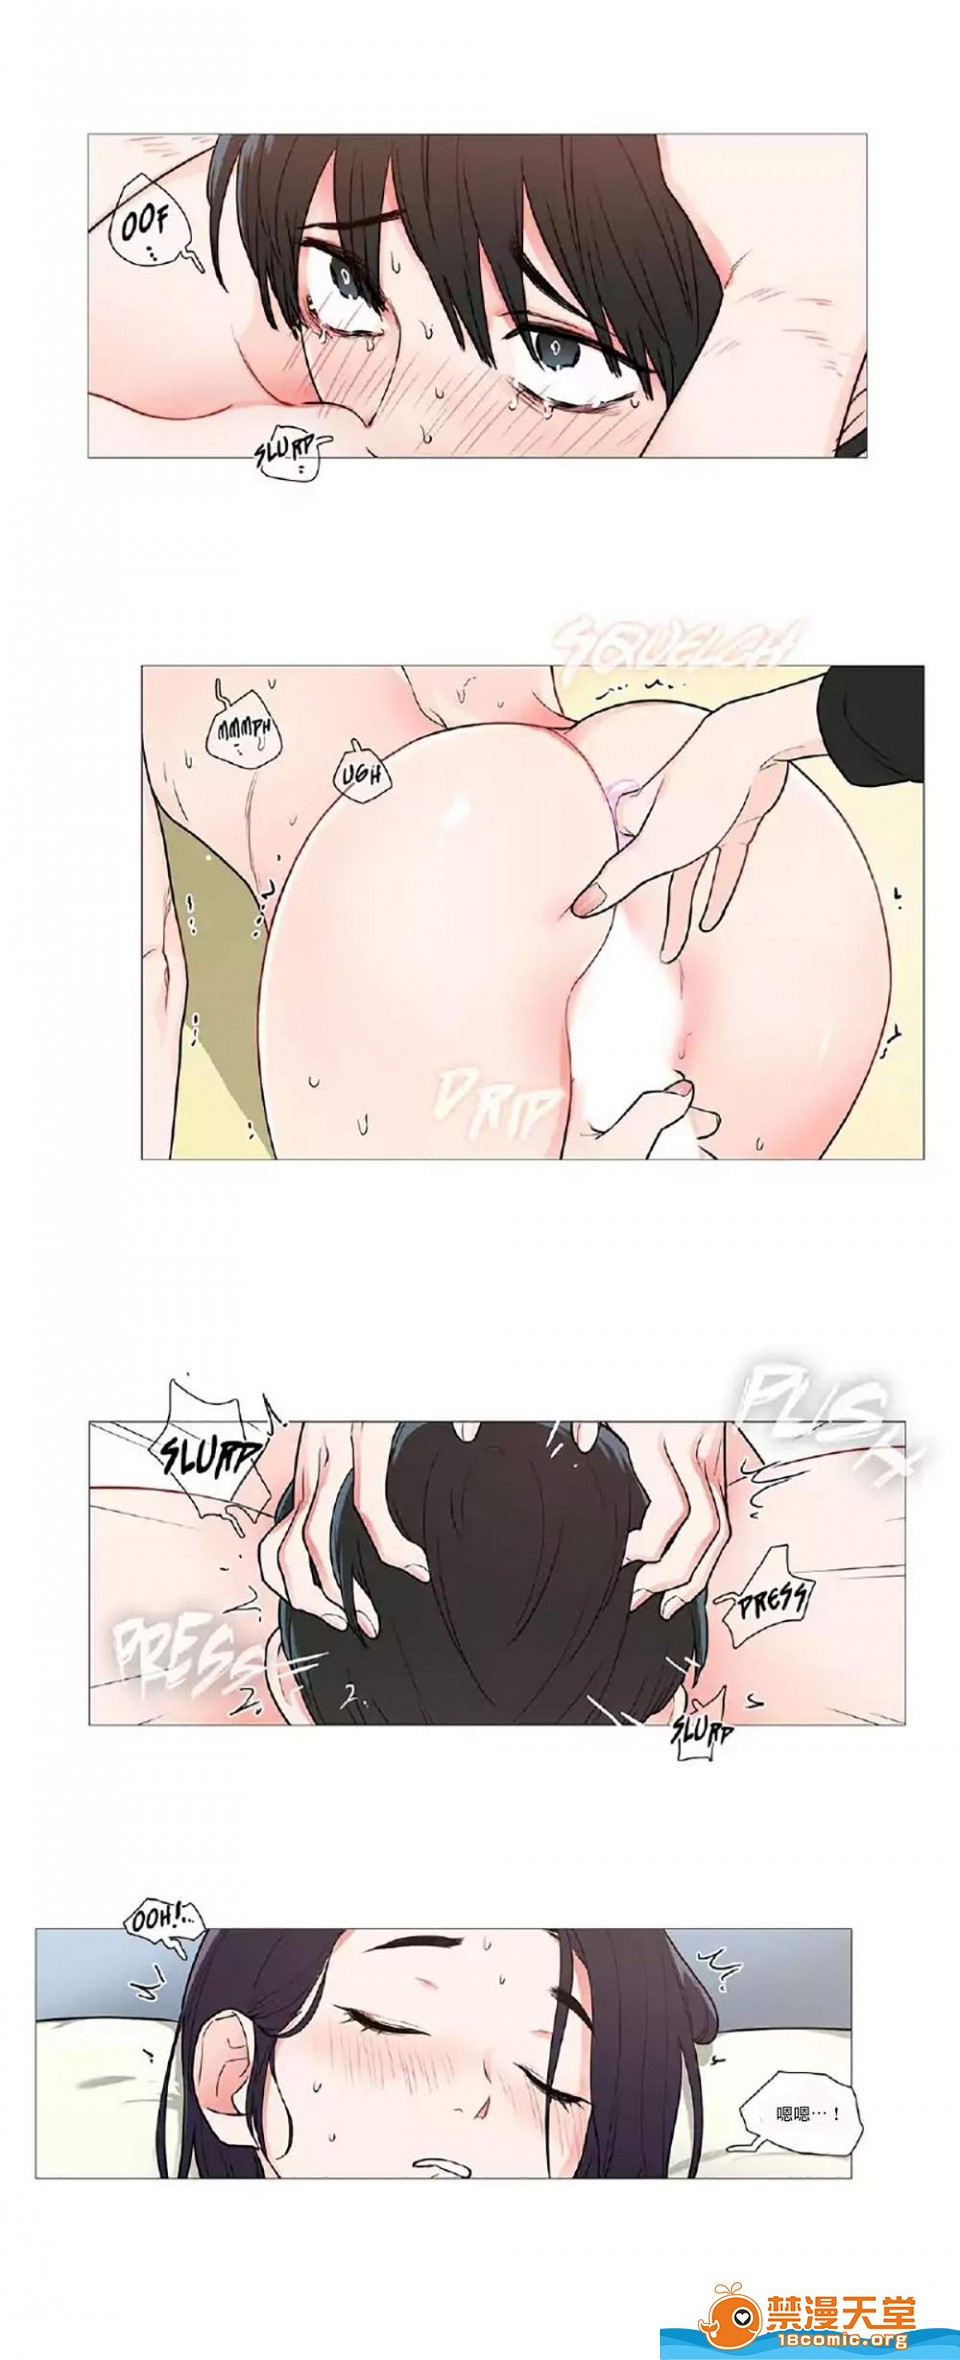 OOF
...
SLURP
...
SQUELCH
MMMPH
...
UGH
DRIP
PUSH
SLURP
PRESS
PRESS
SLURP
OOH!...
嗯嗯…！
禁漫天堂
18comic.org